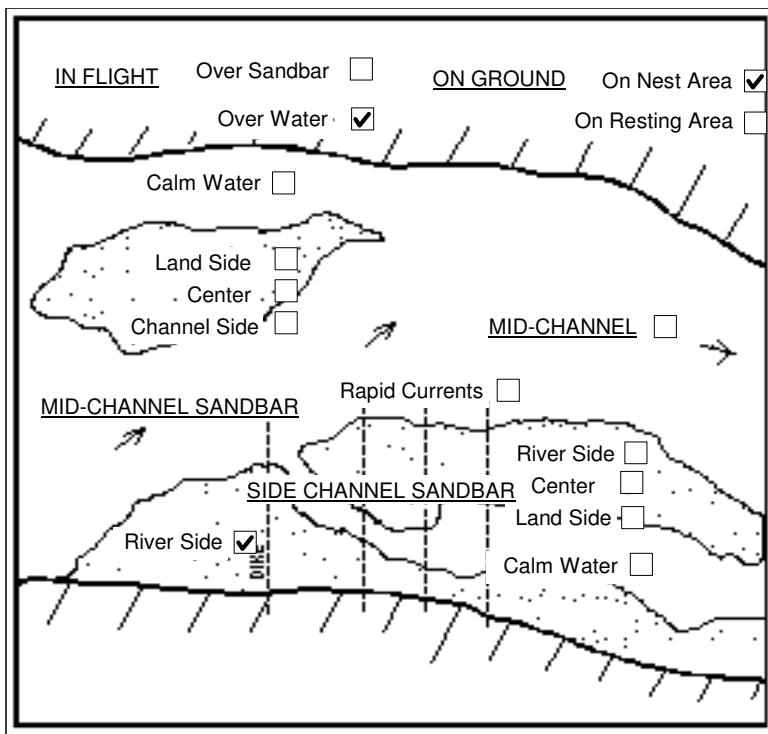 IN FLIGHT
Over Sandbar
Over Water
ON GROUND
On Nest Area
On Resting Area
Calm Water
Land Side
Center
Channel Side
MID-CHANNEL
Rapid Currents
MID-CHANNEL SANDBAR
River Side
Center
Land Side
SIDE CHANNEL SANDBAR
River Side
DIKE
Calm Water